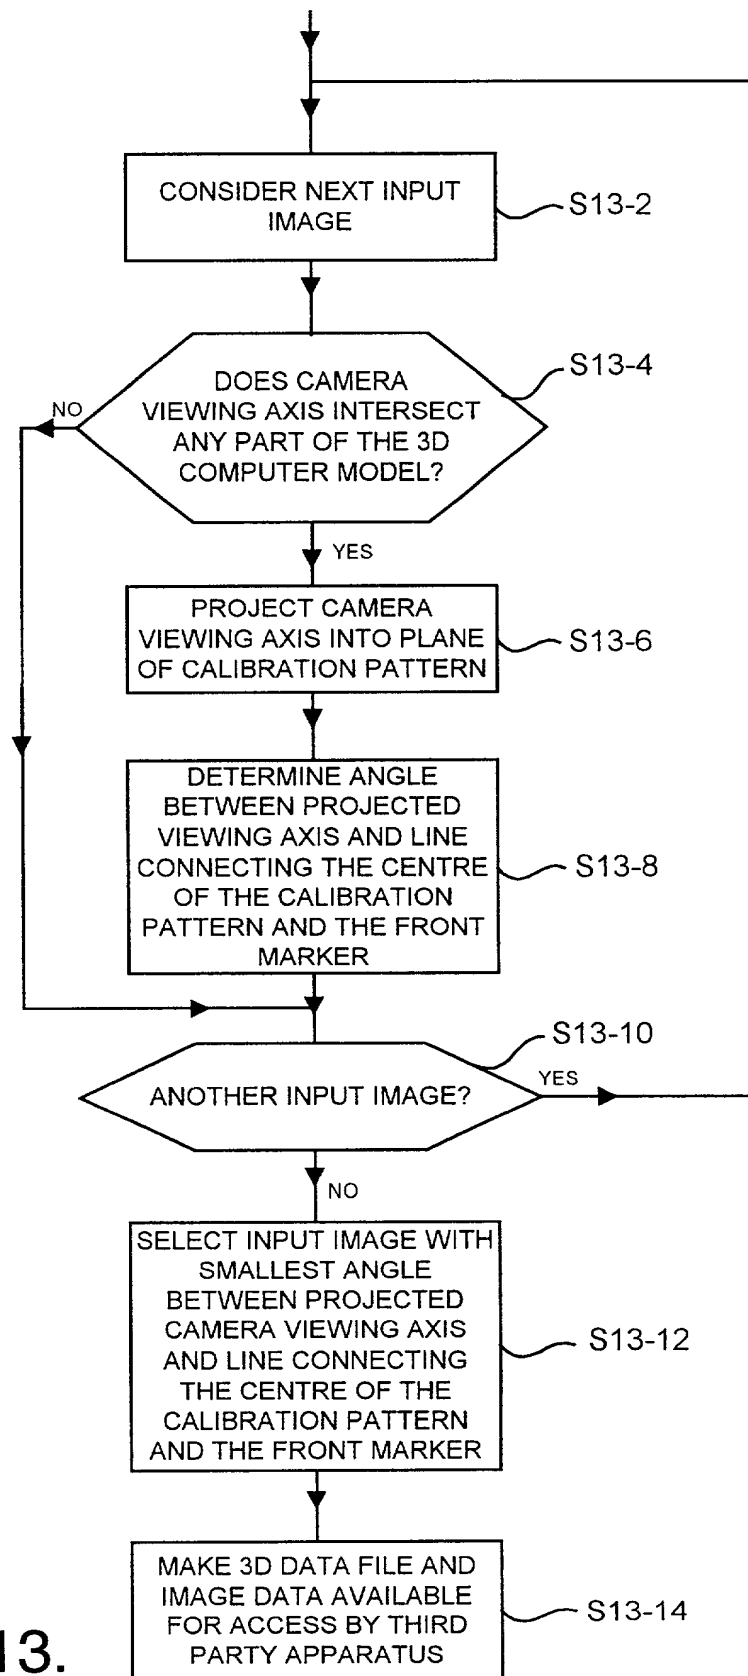 CONSIDER NEXT INPUT
IMAGE
S13-2
DOES CAMERA
VIEWING AXIS INTERSECT
ANY PART OF THE 3D
COMPUTER MODEL?
S13-4
NO
YES
PROJECT CAMERA
VIEWING AXIS INTO PLANE
OF CALIBRATION PATTERN
S13-6
DETERMINE ANGLE
BETWEEN PROJECTED
VIEWING AXIS AND LINE
CONNECTING THE CENTRE
OF THE CALIBRATION
PATTERN AND THE FRONT
MARKER
S13-8
ANOTHER INPUT IMAGE?
S13-10
YES
NO
SELECT INPUT IMAGE WITH
SMALLEST ANGLE
BETWEEN PROJECTED
CAMERA VIEWING AXIS
AND LINE CONNECTING
THE CENTRE OF THE
CALIBRATION PATTERN
AND THE FRONT MARKER
S13-12
MAKE 3D DATA FILE AND
IMAGE DATA AVAILABLE
FOR ACCESS BY THIRD
PARTY APPARATUS
S13-14
13.